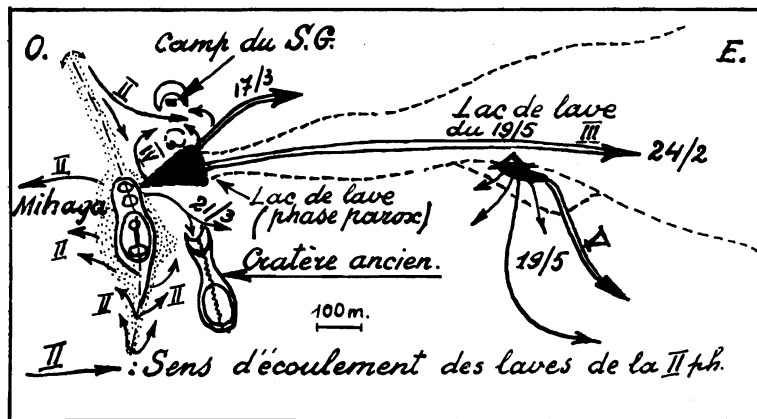 O.
Camp du S.G.
E.
II
17/3
Lac de lave
du 19/5
III
24/2
II
Mihaga
Lac de lave
(phase parox)
21/3
II
Cratère ancien.
19/5
II
II
100m.
II : Sens d'écoulement des laves de la II ph.